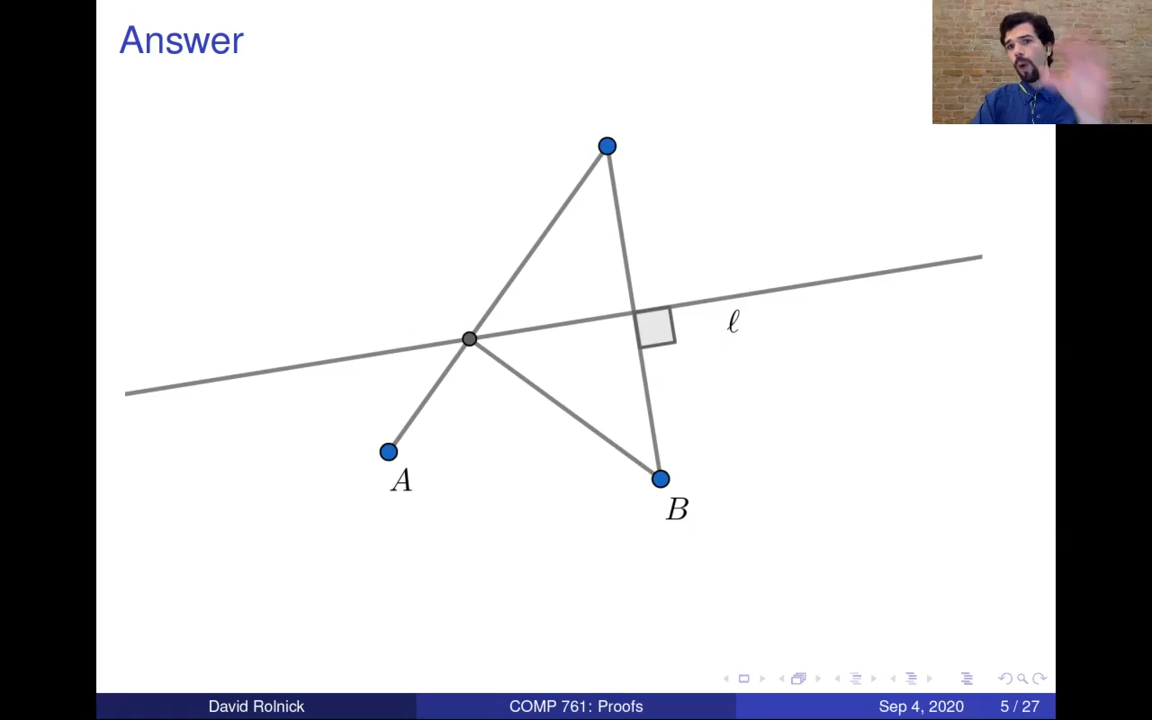 Answer
ℓ
A
B
David Rolnick
COMP 761: Proofs
Sep 4, 2020
5 / 27